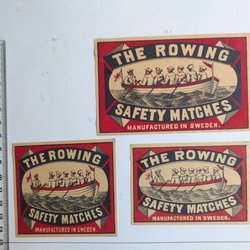 THE ROWING
SAFETY MATCHES
MANUFACTURED IN SWEDEN.
THE ROWING
SAFETY MATCHES
MANUFACTURED IN SWEDEN.
THE ROWING
SAFETY MATCHES
MANUFACTURED IN SWEDEN.